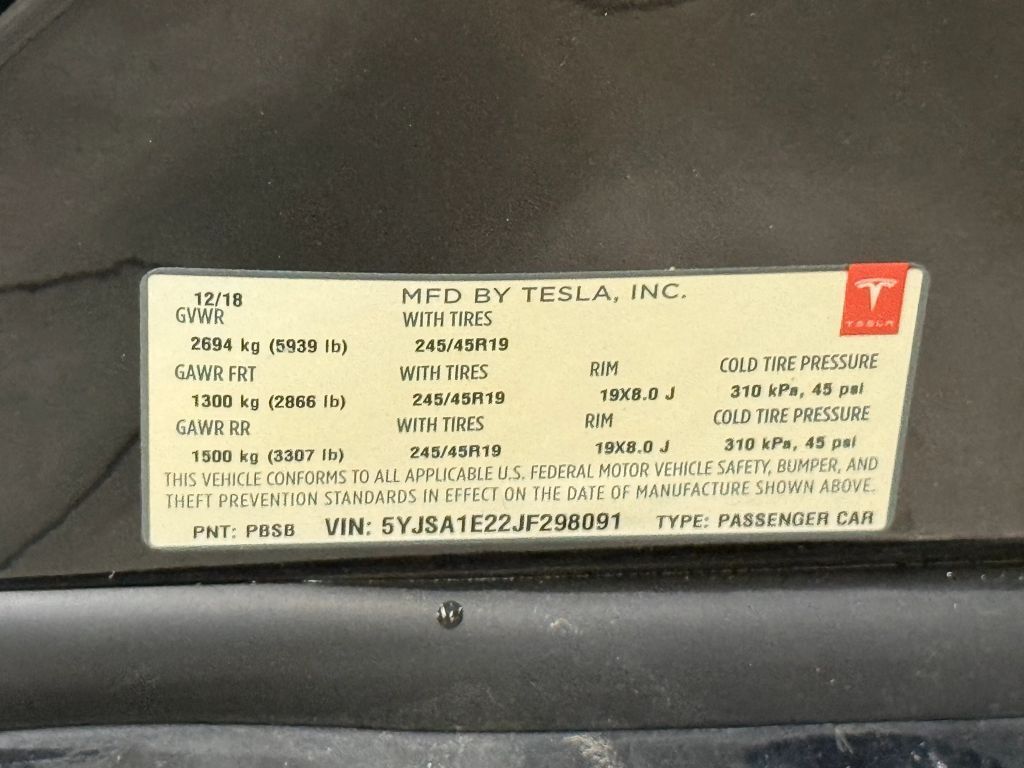 12/18 MFD BY TESLA, INC.
TESLA
GVWR WITH TIRES
2694 kg (5939 lb) 245/45R19
GAWR FRT WITH TIRES RIM COLD TIRE PRESSURE
1300 kg (2866 lb) 245/45R19 19X8.0 J 310 kPa, 45 psi
GAWR RR WITH TIRES RIM COLD TIRE PRESSURE
1500 kg (3307 lb) 245/45R19 19X8.0 J 310 kPa, 45 psi
THIS VEHICLE CONFORMS TO ALL APPLICABLE U.S. FEDERAL MOTOR VEHICLE SAFETY, BUMPER, AND
THEFT PREVENTION STANDARDS IN EFFECT ON THE DATE OF MANUFACTURE SHOWN ABOVE.
PNT: PBSB VIN: 5YJSA1E22JF298091 TYPE: PASSENGER CAR